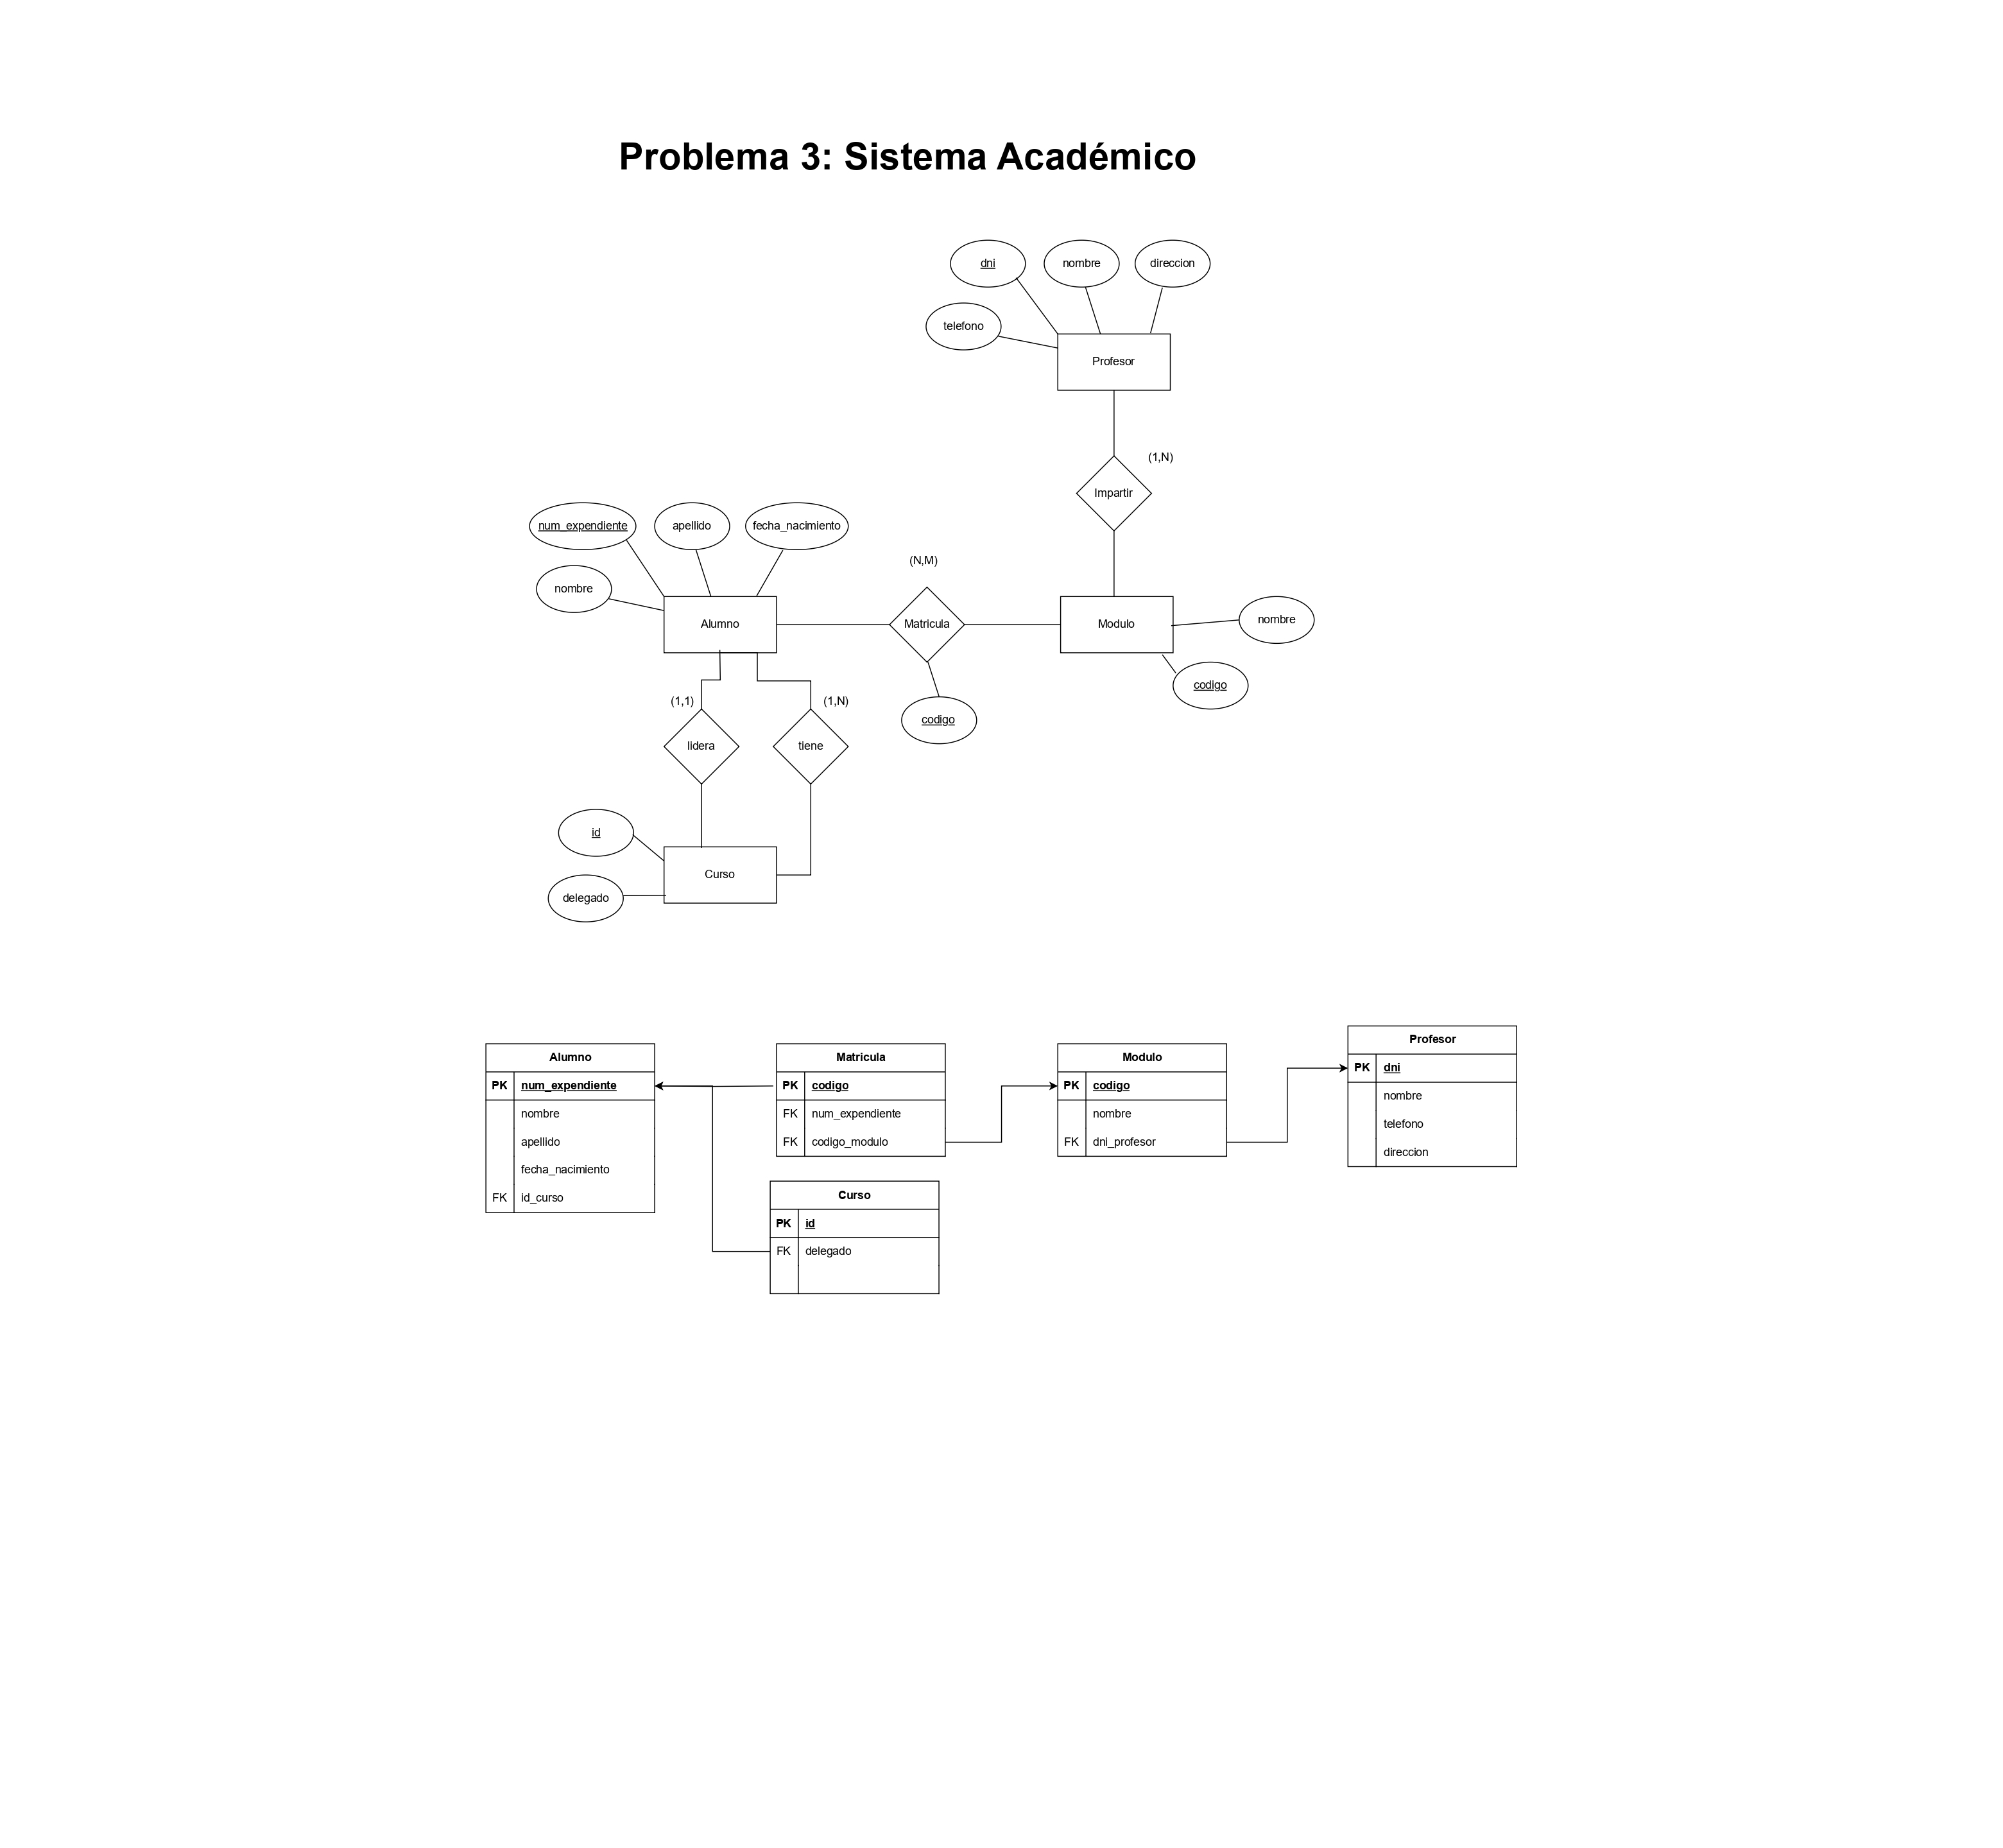 Problema 3: Sistema Académico
dni
nombre
direccion
telefono
Profesor
(1,N)
Impartir
num_expendiente
apellido
fecha_nacimiento
nombre
(N,M)
Alumno
Matricula
Modulo
nombre
codigo
codigo
(1,1)
(1,N)
lidera
tiene
id
Curso
delegado
Alumno
PK num_expendiente
nombre
apellido
fecha_nacimiento
FK id_curso
Matricula
PK codigo
FK num_expendiente
FK codigo_modulo
Modulo
PK codigo
nombre
FK dni_profesor
Profesor
PK dni
nombre
telefono
direccion
Curso
PK id
FK delegado